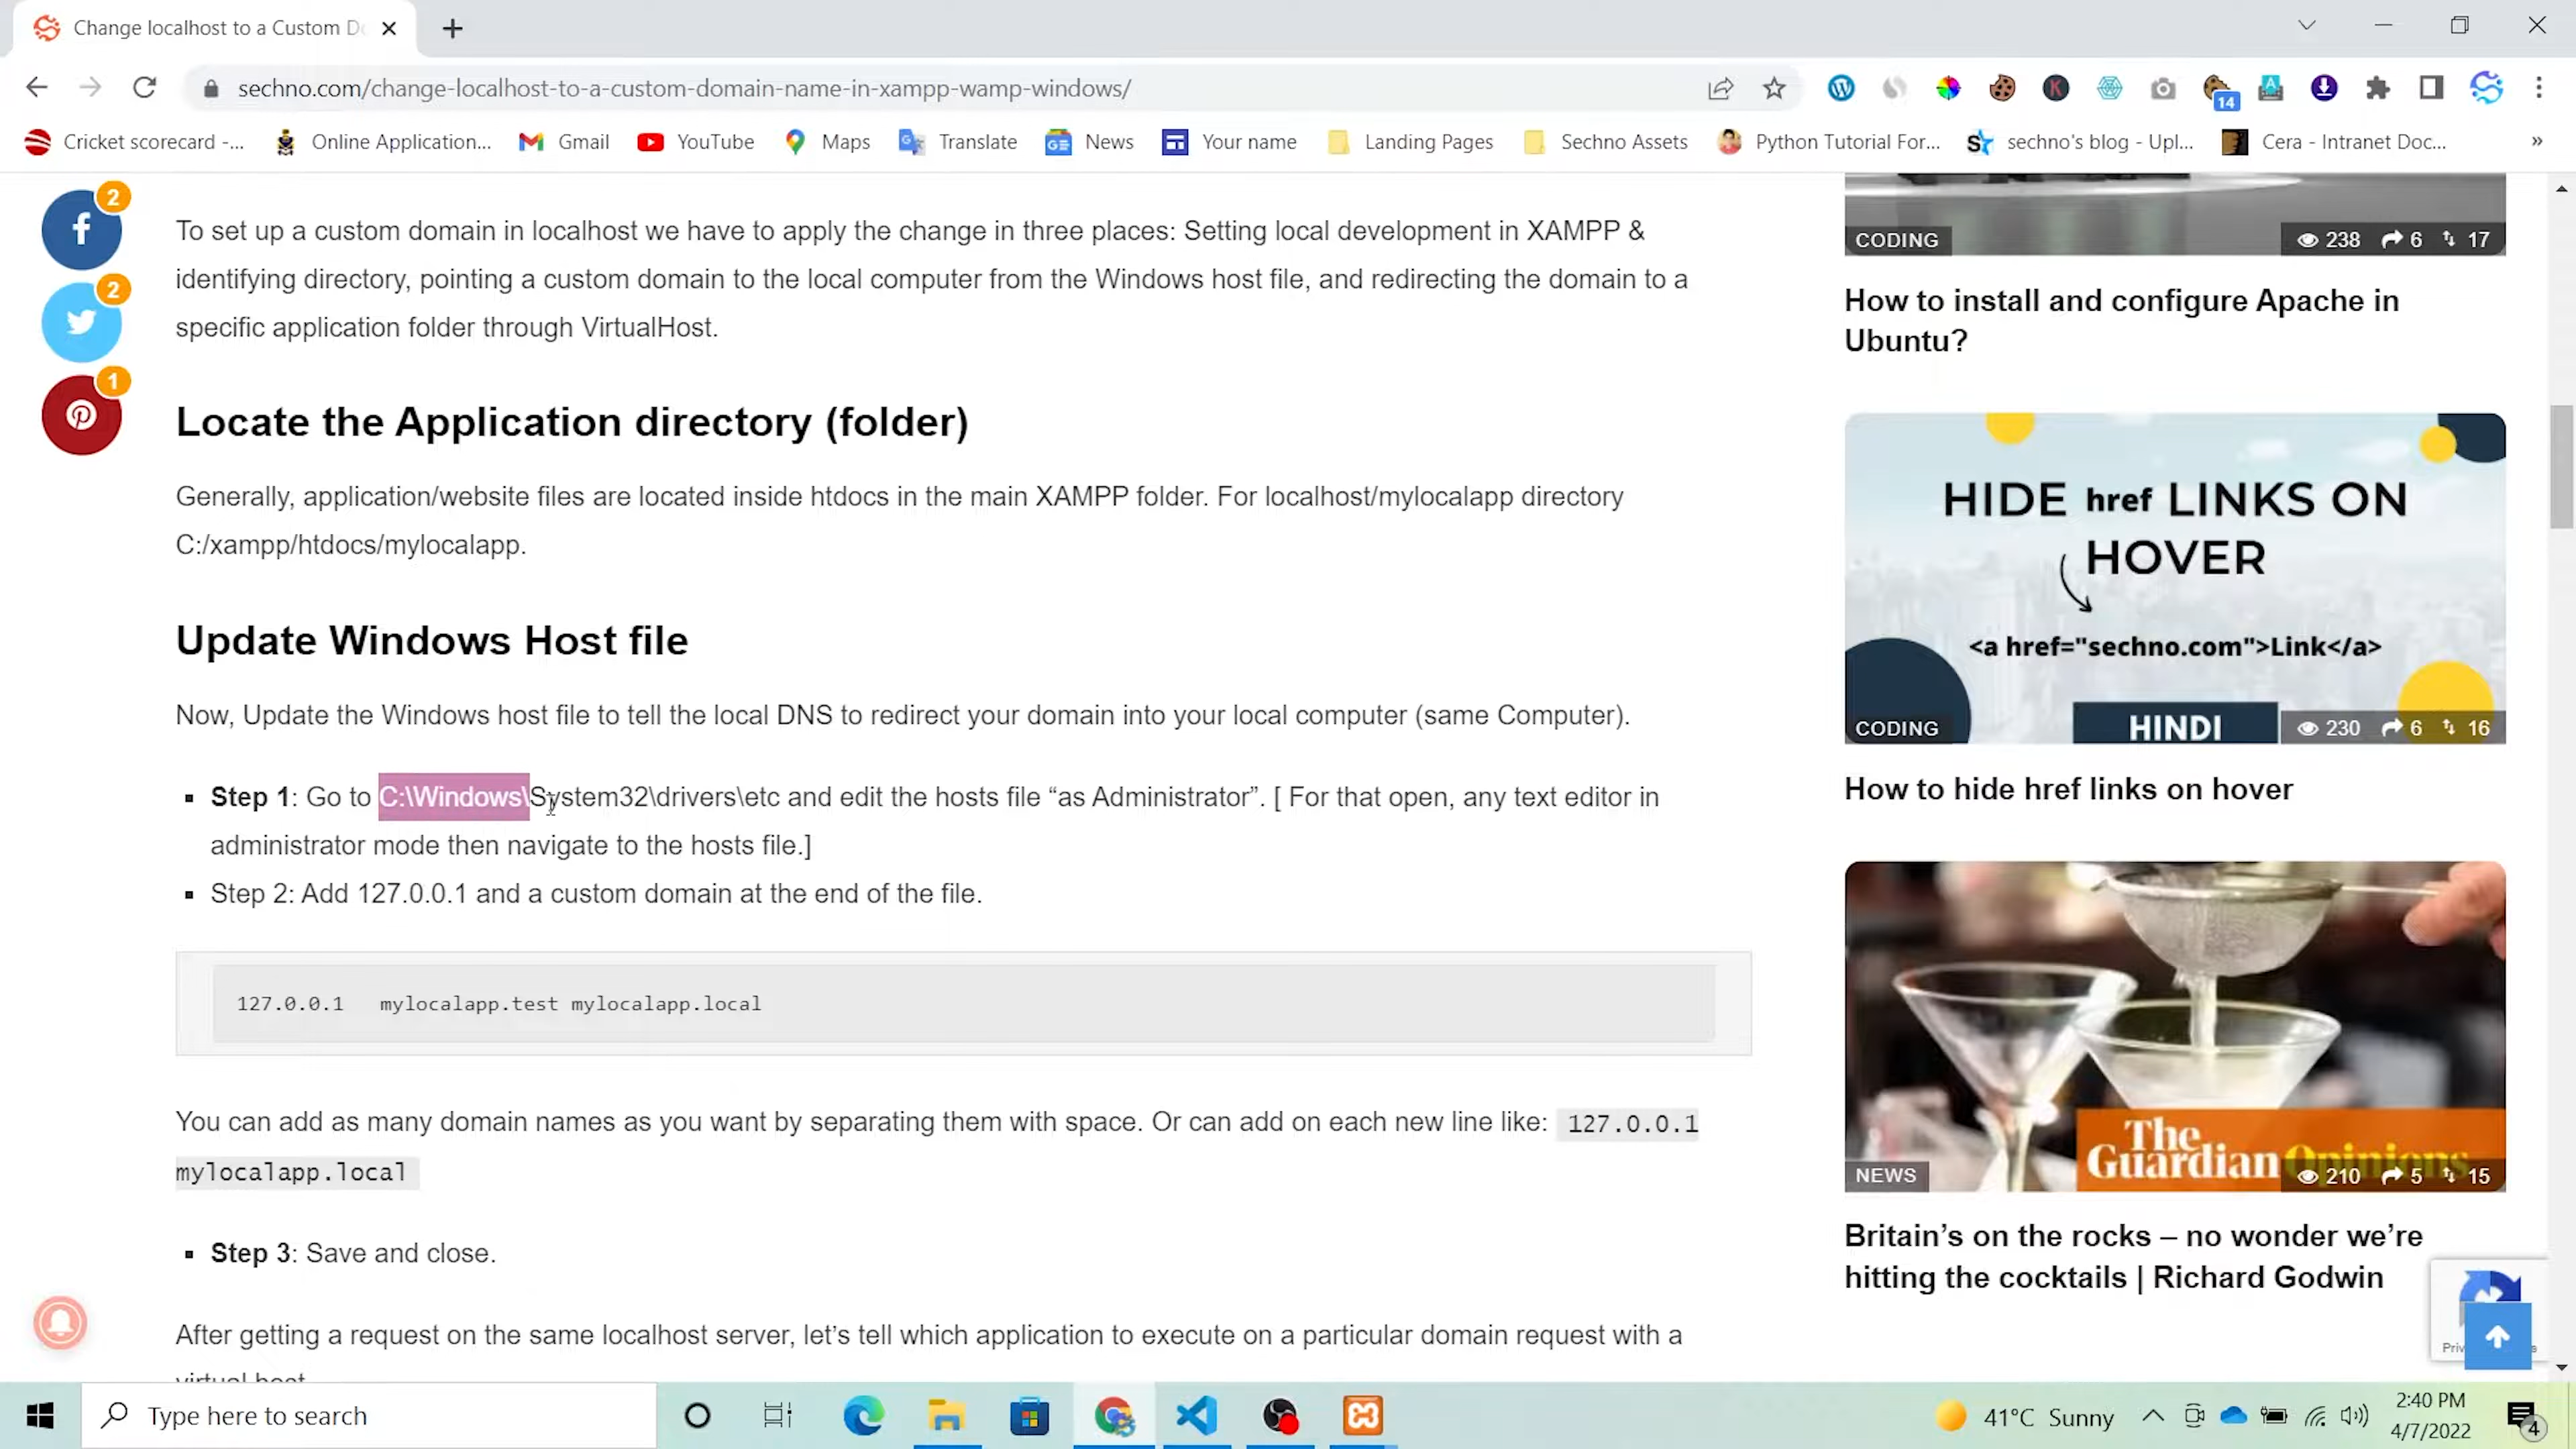 Change localhost to a Custom Do
sechno.com/change-localhost-to-a-custom-domain-name-in-xampp-wamp-windows/
K
14
Cricket scorecard -...
Online Application...
Gmail
YouTube
Maps
Translate
News
Your name
Landing Pages
Sechno Assets
Python Tutorial For...
sechno's blog - Upl...
Cera - Intranet Doc...
»
2
2
1
To set up a custom domain in localhost we have to apply the change in three places: Setting local development in XAMPP &
identifying directory, pointing a custom domain to the local computer from the Windows host file, and redirecting the domain to a
specific application folder through VirtualHost.
Locate the Application directory (folder)
Generally, application/website files are located inside htdocs in the main XAMPP folder. For localhost/mylocalapp directory
C:/xampp/htdocs/mylocalapp.
Update Windows Host file
Now, Update the Windows host file to tell the local DNS to redirect your domain into your local computer (same Computer).
▪ Step 1: Go to C:\Windows\System32\drivers\etc and edit the hosts file “as Administrator”. [ For that open, any text editor in
administrator mode then navigate to the hosts file.]
▪ Step 2: Add 127.0.0.1 and a custom domain at the end of the file.
127.0.0.1   mylocalapp.test mylocalapp.local
You can add as many domain names as you want by separating them with space. Or can add on each new line like: 127.0.0.1
mylocalapp.local
▪ Step 3: Save and close.
After getting a request on the same localhost server, let’s tell which application to execute on a particular domain request with a
virtual host
CODING
238 6 17
How to install and configure Apache in
Ubuntu?
HIDE href LINKS ON
HOVER
<a href="sechno.com">Link</a>
HINDI
CODING
230 6 16
How to hide href links on hover
The
Guardian Opinions
NEWS
210 5 15
Britain’s on the rocks – no wonder we’re
hitting the cocktails | Richard Godwin
Type here to search
41°C Sunny
2:40 PM
4/7/2022
4